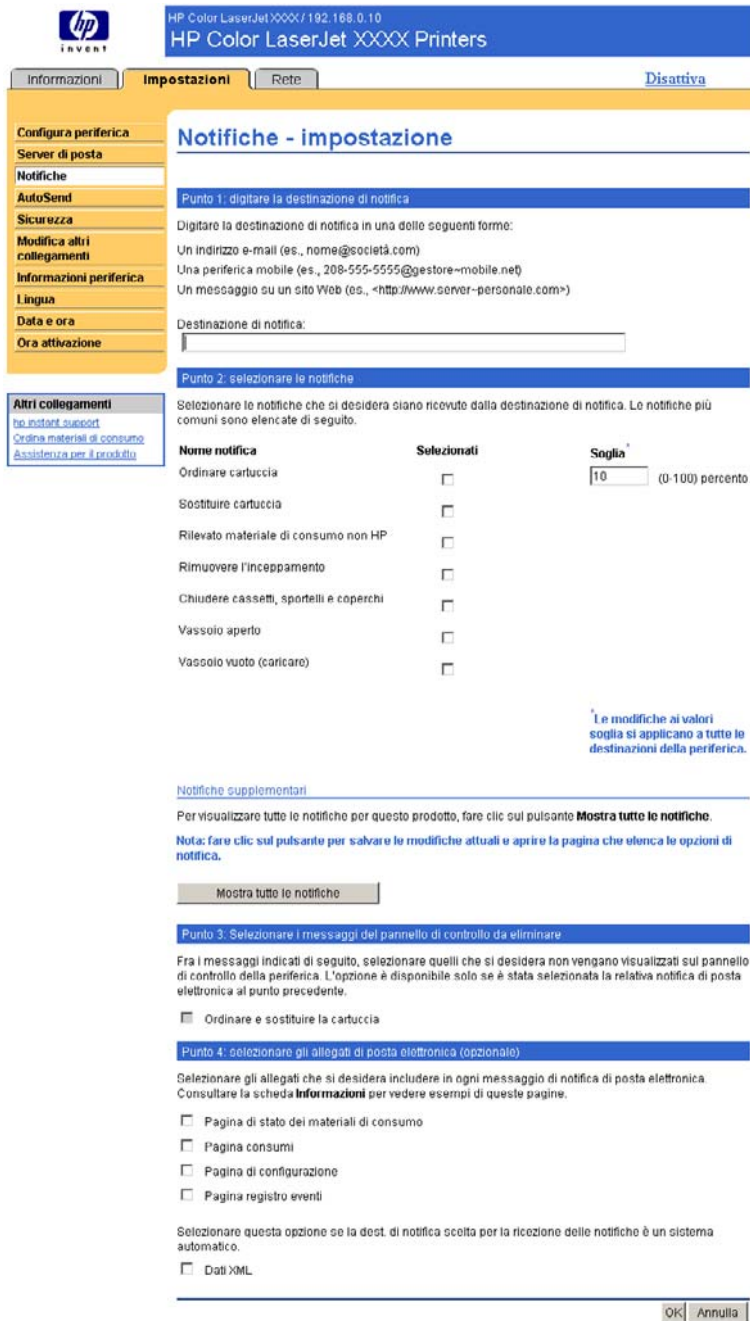 hp
invent
HP Color LaserJet XXXX / 192.168.0.10
HP Color LaserJet XXXX Printers
Informazioni
Impostazioni
Rete
Disattiva
Configura periferica
Server di posta
Notifiche
AutoSend
Sicurezza
Modifica altri
collegamenti
Informazioni periferica
Lingua
Data e ora
Ora attivazione
Altri collegamenti
hp instant support
Ordina materiali di consumo
Assistenza per il prodotto
Notifiche - impostazione
Punto 1: digitare la destinazione di notifica
Digitare la destinazione di notifica in una delle seguenti forme:
Un indirizzo e-mail (es., nome@società.com)
Una periferica mobile (es., 208-555-5555@gestore~mobile.net)
Un messaggio su un sito Web (es., <http://www.server~personale.com>)
Destinazione di notifica:
Punto 2: selezionare le notifiche
Selezionare le notifiche che si desidera siano ricevute dalla destinazione di notifica. Le notifiche più
comuni sono elencate di seguito.
Nome notifica Selezionati Soglia*
Ordinare cartuccia 10 (0-100) percento
Sostituire cartuccia
Rilevato materiale di consumo non HP
Rimuovere l'inceppamento
Chiudere cassetti, sportelli e coperchi
Vassoio aperto
Vassoio vuoto (caricare)
*Le modifiche ai valori
soglia si applicano a tutte le
destinazioni della periferica.
Notifiche supplementari
Per visualizzare tutte le notifiche per questo prodotto, fare clic sul pulsante Mostra tutte le notifiche.
Nota: fare clic sul pulsante per salvare le modifiche attuali e aprire la pagina che elenca le opzioni di
notifica.
Mostra tutte le notifiche
Punto 3: Selezionare i messaggi del pannello di controllo da eliminare
Fra i messaggi indicati di seguito, selezionare quelli che si desidera non vengano visualizzati sul pannello
di controllo della periferica. L'opzione è disponibile solo se è stata selezionata la relativa notifica di posta
elettronica al punto precedente.
Ordinare e sostituire la cartuccia
Punto 4: selezionare gli allegati di posta elettronica (opzionale)
Selezionare gli allegati che si desidera includere in ogni messaggio di notifica di posta elettronica.
Consultare la scheda Informazioni per vedere esempi di queste pagine.
Pagina di stato dei materiali di consumo
Pagina consumi
Pagina di configurazione
Pagina registro eventi
Selezionare questa opzione se la dest. di notifica scelta per la ricezione delle notifiche è un sistema
automatico.
Dati XML
OK Annulla